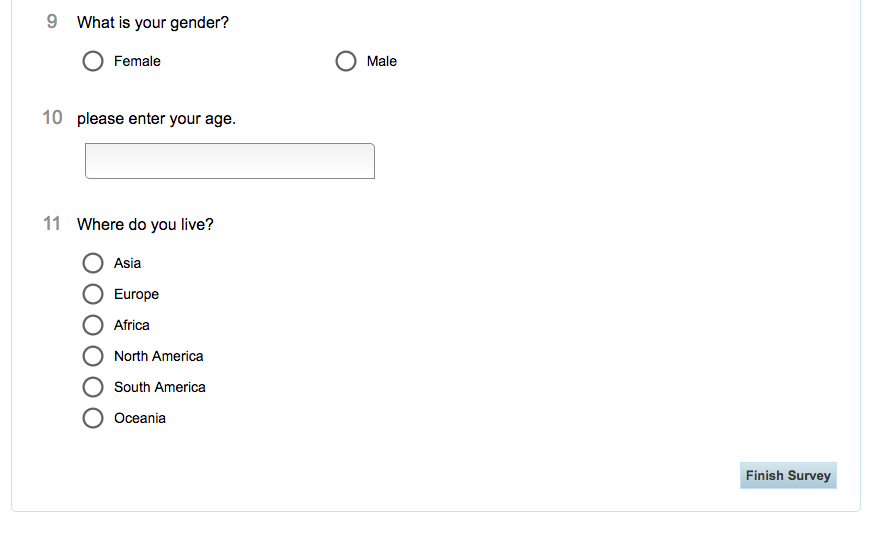 9 What is your gender?
Female Male
10 please enter your age.
11 Where do you live?
Asia
Europe
Africa
North America
South America
Oceania
Finish Survey